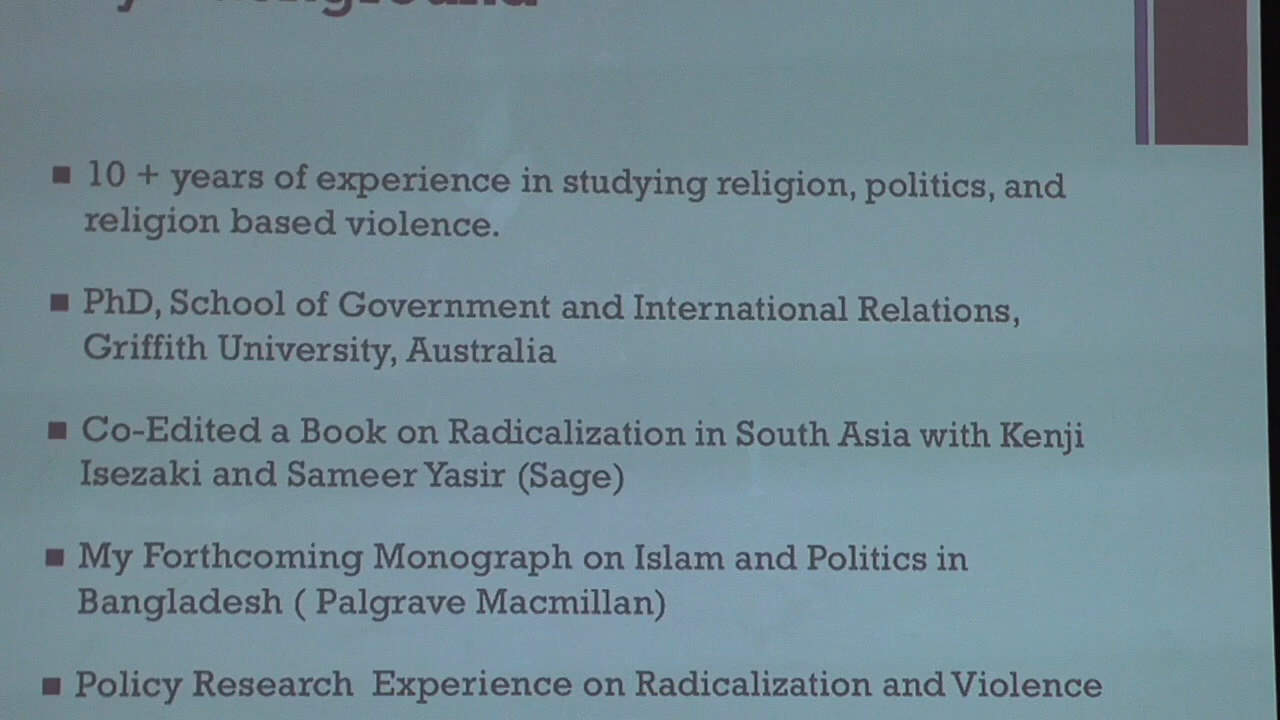 10 + years of experience in studying religion, politics, and
religion based violence.
PhD, School of Government and International Relations,
Griffith University, Australia
Co-Edited a Book on Radicalization in South Asia with Kenji
Isezaki and Sameer Yasir (Sage)
My Forthcoming Monograph on Islam and Politics in
Bangladesh ( Palgrave Macmillan)
Policy Research Experience on Radicalization and Violence